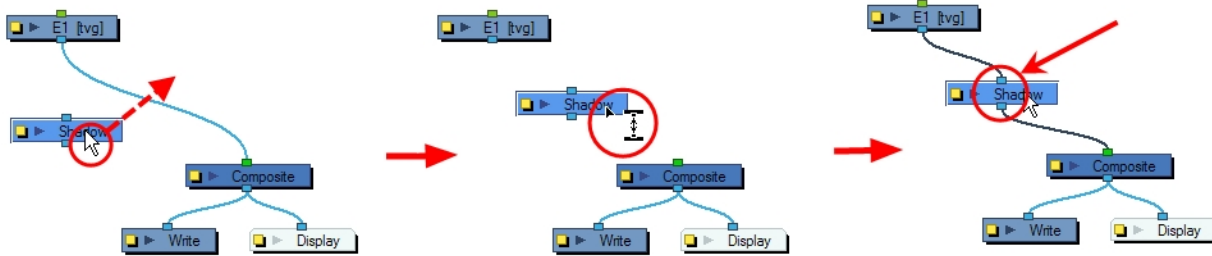 E1 [tvg]
Shadow
Composite
Write
Display
E1 [tvg]
Shadow
Composite
Write
Display
E1 [tvg]
Shadow
Composite
Write
Display